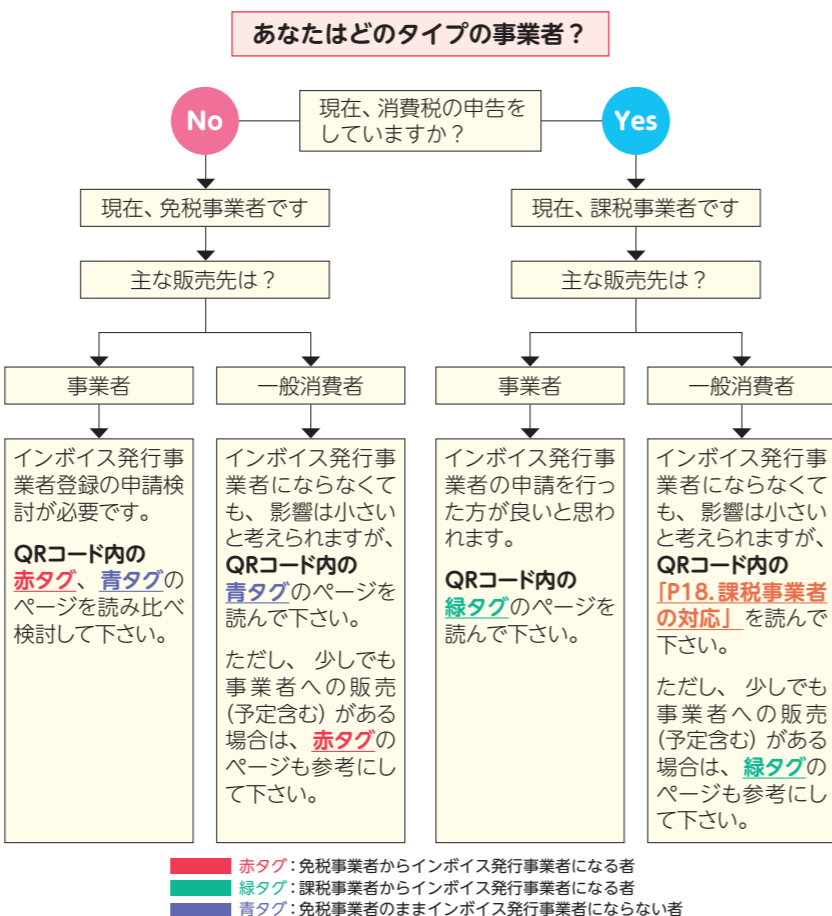 あなたはどのタイプの事業者？
No
現在、消費税の申告を
していますか？
Yes
現在、免税事業者です
現在、課税事業者です
主な販売先は？
主な販売先は？
事業者
一般消費者
事業者
一般消費者
インボイス発行事
業者登録の申請検
討が必要です。
QRコード内の
赤タグ、青タグの
ページを読み比べ
検討して下さい。
インボイス発行事
業者にならなくて
も、影響は小さい
と考えられますが、
QRコード内の
青タグのページを
読んで下さい。
ただし、少しでも
事業者への販売
(予定含む)がある
場合は、赤タグの
ページも参考にし
て下さい。
インボイス発行事
業者の申請を行っ
た方が良いと思わ
れます。
QRコード内の
緑タグのページを
読んで下さい。
インボイス発行事
業者にならなくて
も、影響は小さい
と考えられますが、
QRコード内の
「P18.課税事業者
の対応」を読んで
下さい。
ただし、少しでも
事業者への販売
(予定含む)がある
場合は、緑タグの
ページも参考にし
て下さい。
赤タグ：免税事業者からインボイス発行事業者になる者
緑タグ：課税事業者からインボイス発行事業者になる者
青タグ：免税事業者のままインボイス発行事業者にならない者